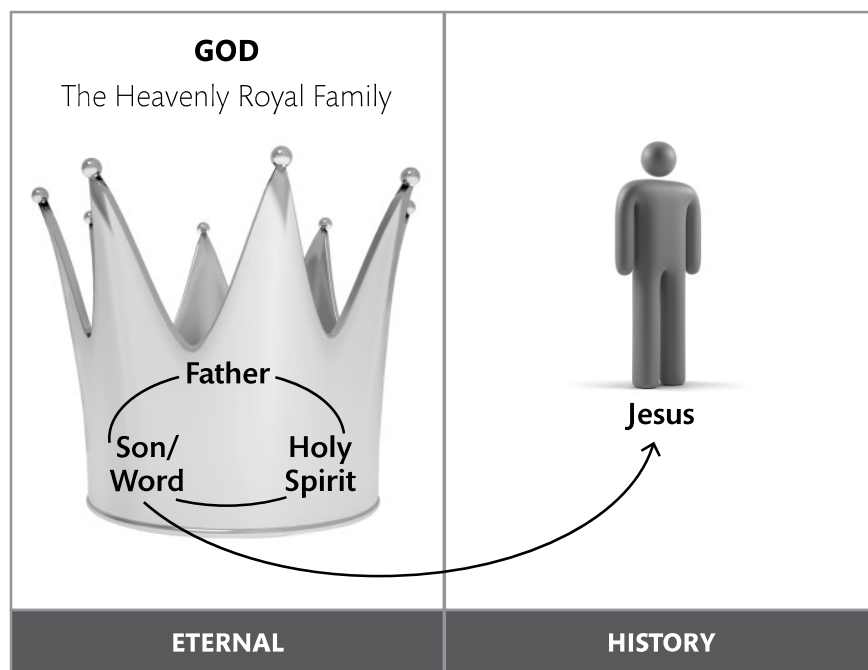 GOD
The Heavenly Royal Family
Father
Son/
Word
Holy
Spirit
Jesus
ETERNAL
HISTORY